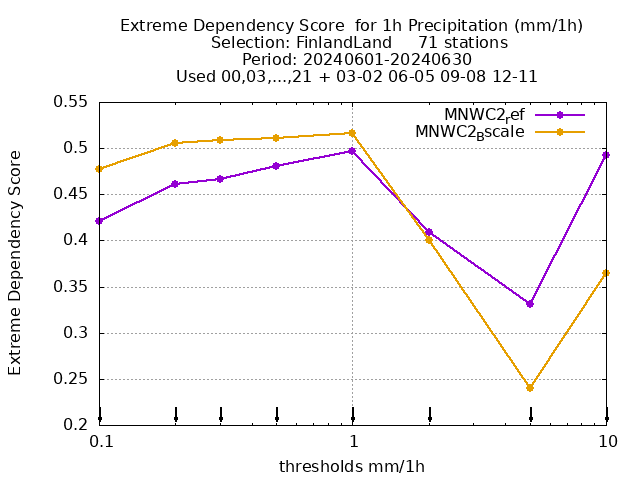 Extreme Dependency Score  for 1h Precipitation (mm/1h)
Selection: FinlandLand     71 stations
Period: 20240601-20240630
Used 00,03,...,21 + 03-02 06-05 09-08 12-11
MNWC2_ref
MNWC2_Bscale
Extreme Dependency Score
0.55
0.5
0.45
0.4
0.35
0.3
0.25
0.2
0.1 1 10
thresholds mm/1h